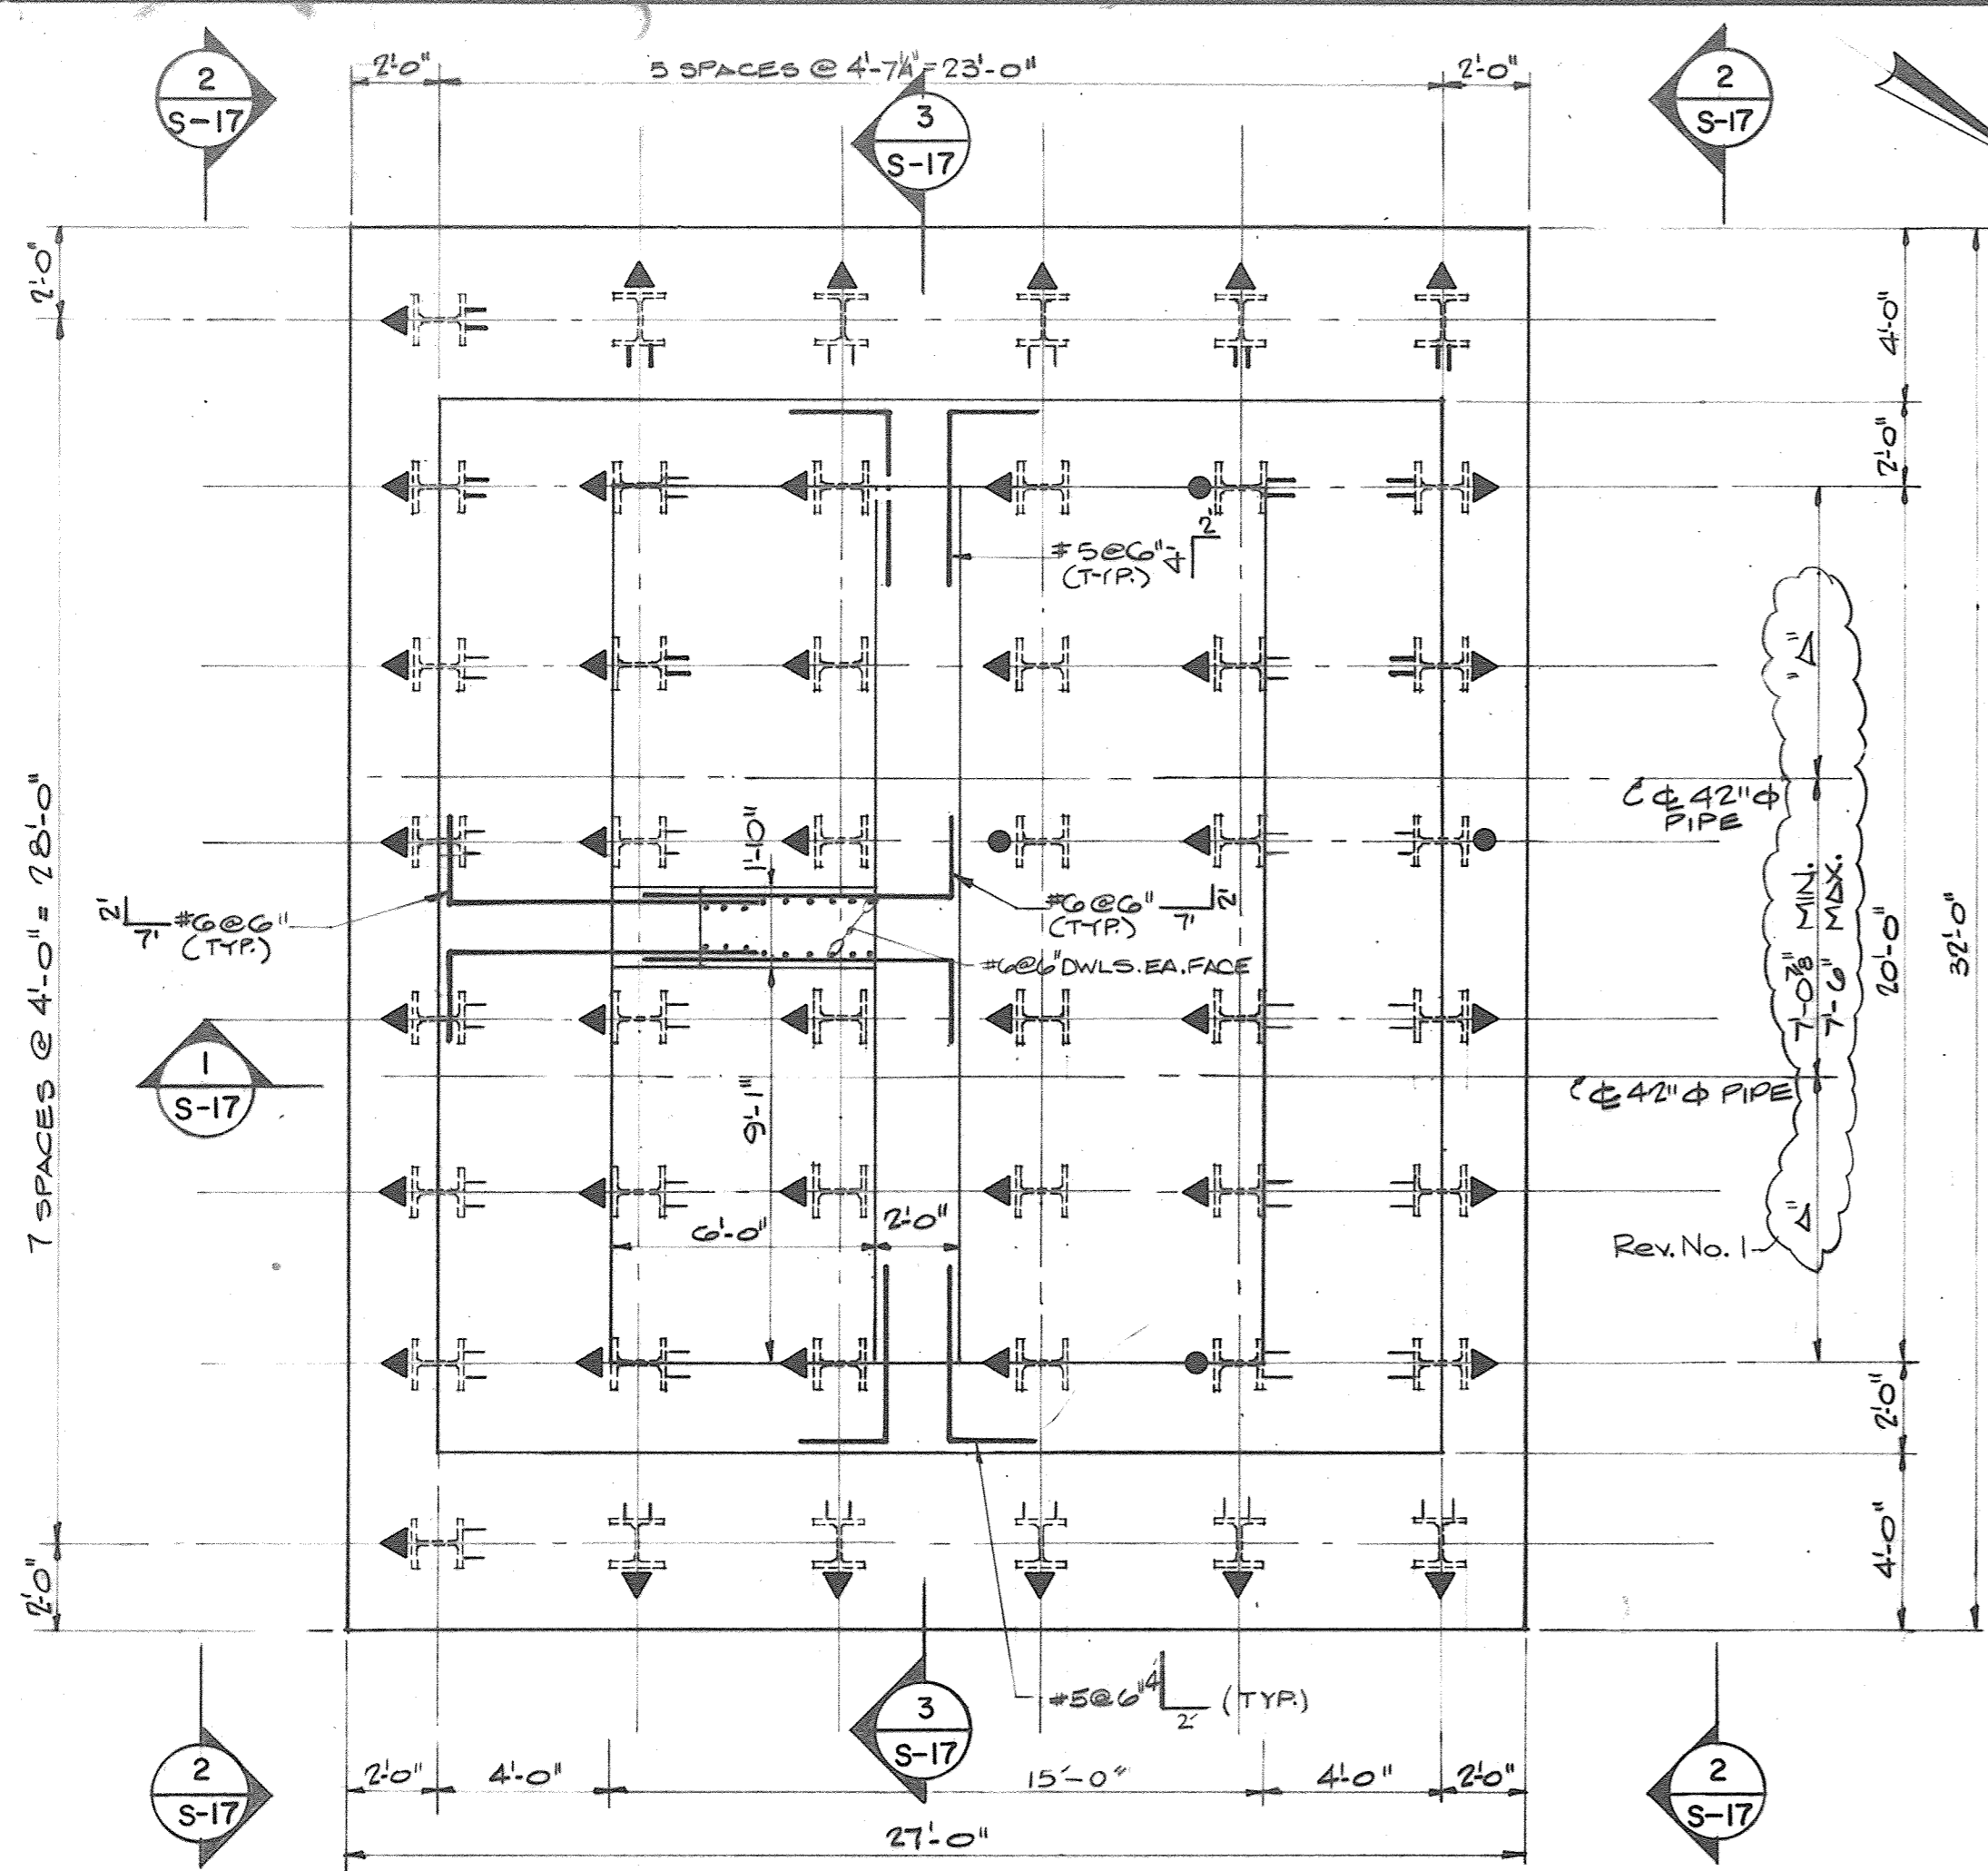 2'-0"
5 SPACES @ 4'-7¼" = 23'-0"
2'-0"
2
S-17
3
S-17
2
S-17
2'-0"
4'-0"
2'-0"
#5@6" 4' 2'
(TYP.)
"A"
7 SPACES @ 4'-0" = 28'-0"
℄ 42"Φ
PIPE
1'-10"
2' 7' #6@6"
(TYP.)
#6@6" 7' 2'
(TYP.)
#6@6" DWLS. EA. FACE
7'-0⅞" MIN.
7'-6" MAX.
20'-0"
32'-0"
1
S-17
9'-1"
℄ 42"Φ PIPE
6'-0"
2'-0"
"A"
Rev. No. 1
2'-0"
2'-0"
4'-0"
#5@6" 4' 2' (TYP.)
2
S-17
3
S-17
2
S-17
2'-0"
4'-0"
15'-0"
4'-0"
2'-0"
27'-0"